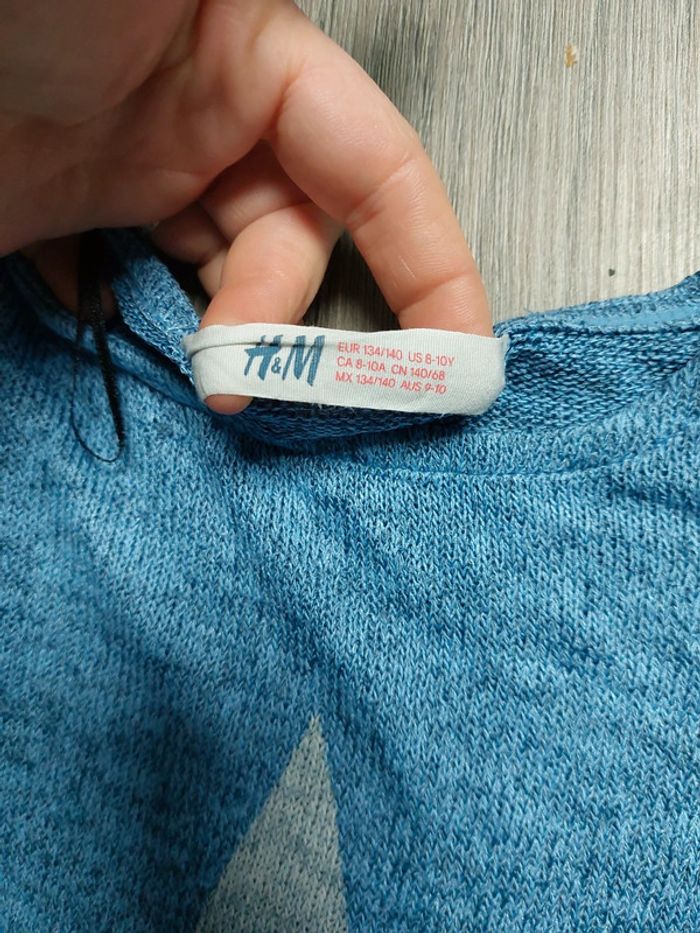 H&M
EUR 134/140 US 8-10Y
CA 8-10A CN 140/68
MX 134/140 AUS 9-10